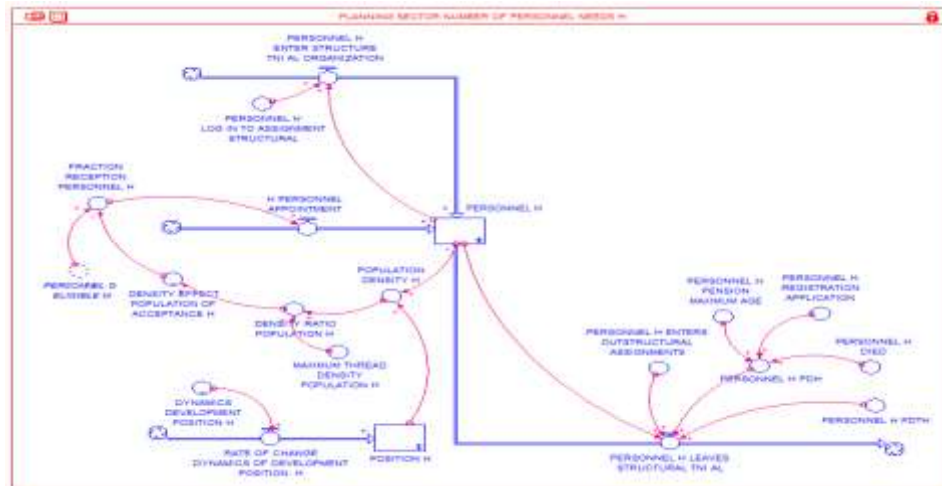 PLANNING SECTOR NUMBER OF PERSONNEL NEEDS H
PERSONNEL H
ENTER STRUCTURE
TNI AL ORGANIZATION
PERSONNEL H
LOG IN TO ASSIGNMENT
STRUCTURAL
FRACTION
RECEPTION
PERSONNEL H
H PERSONNEL
APPOINTMENT
PERSONNEL H
PERSONNEL G
ELIGIBLE H
DENSITY EFFECT
POPULATION OF
ACCEPTANCE H
POPULATION
DENSITY H
DENSITY RATIO
POPULATION H
MAXIMUM THREAD
DENSITY
POPULATION H
PERSONNEL H
PENSION
MAXIMUM AGE
PERSONNEL H
REGISTRATION
APPLICATION
PERSONNEL H ENTERS
OUTSTRUCTURAL
ASSIGNMENTS
PERSONNEL H
DIED
PERSONNEL H PDH
PERSONNEL H PDTH
DYNAMICS
DEVELOPMENT
POSITION H
RATE OF CHANGE
DYNAMICS OF DEVELOPMENT
POSITION H
POSITION H
PERSONNEL H LEAVES
STRUCTURAL TNI AL